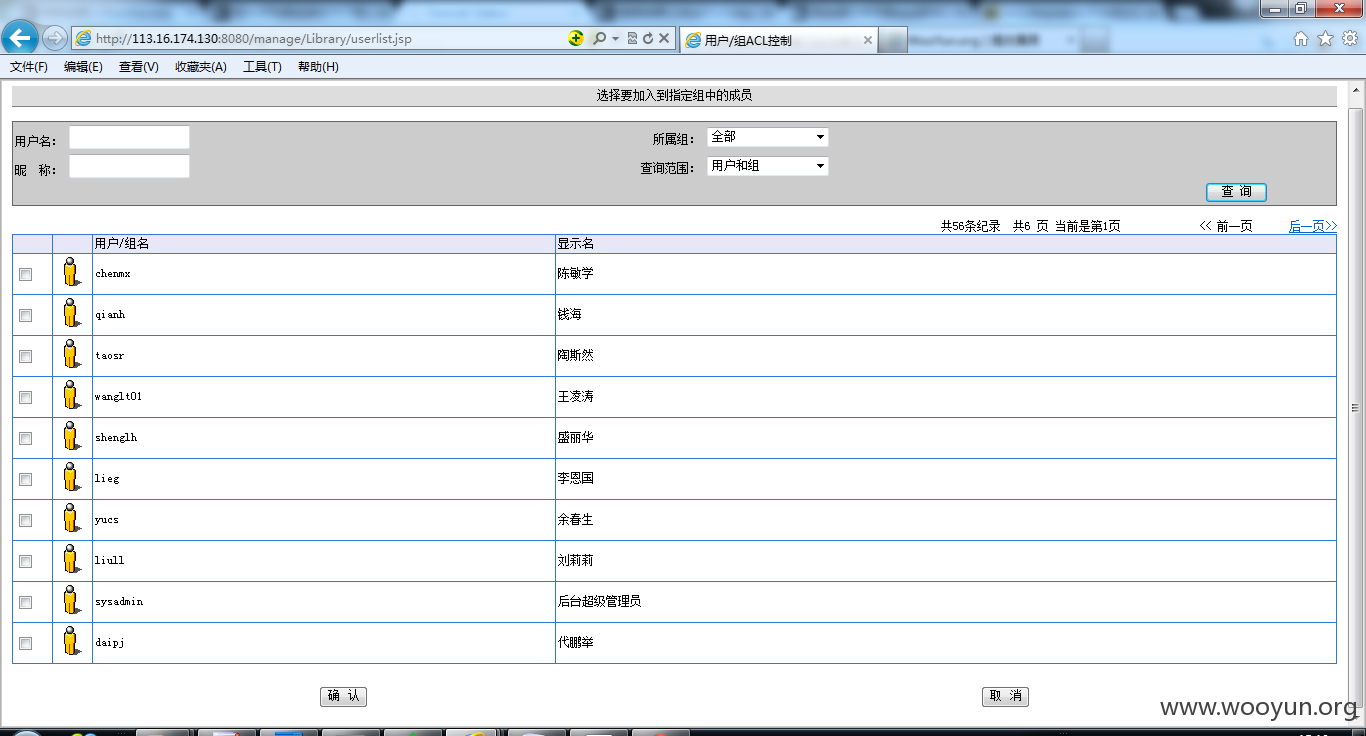 http://113.16.174.130:8080/manage/Library/userlist.jsp
用户/组ACL控制
文件(F) 编辑(E) 查看(V) 收藏夹(A) 工具(T) 帮助(H)
选择要加入到指定组中的成员
用户名： 所属组： 全部
昵 称： 查询范围： 用户和组
查 询
共56条纪录 共6 页 当前是第1页 << 前一页 后一页>>
用户/组名 显示名
chenmx 陈敏学
qianh 钱海
taosr 陶斯然
wanglt01 王凌涛
shenglh 盛丽华
lieg 李恩国
yucs 余春生
liull 刘莉莉
sysadmin 后台超级管理员
daipj 代鹏举
确 认 取 消
www.wooyun.org